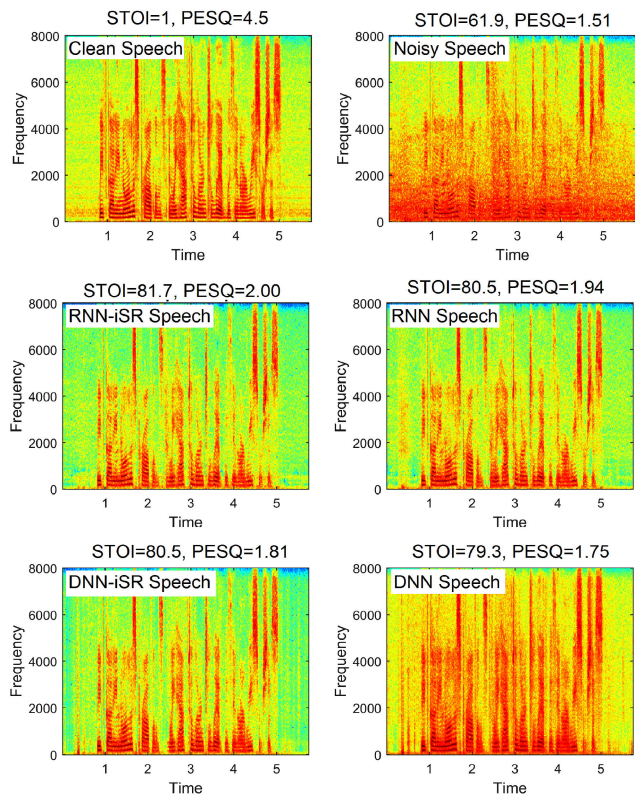 STOI=1, PESQ=4.5
Clean Speech
Frequency
8000
6000
4000
2000
0
1 2 3 4 5
Time
STOI=61.9, PESQ=1.51
Noisy Speech
Frequency
8000
6000
4000
2000
0
1 2 3 4 5
Time
STOI=81.7, PESQ=2.00
RNN-iSR Speech
Frequency
8000
6000
4000
2000
0
1 2 3 4 5
Time
STOI=80.5, PESQ=1.94
RNN Speech
Frequency
8000
6000
4000
2000
0
1 2 3 4 5
Time
STOI=80.5, PESQ=1.81
DNN-iSR Speech
Frequency
8000
6000
4000
2000
0
1 2 3 4 5
Time
STOI=79.3, PESQ=1.75
DNN Speech
Frequency
8000
6000
4000
2000
0
1 2 3 4 5
Time